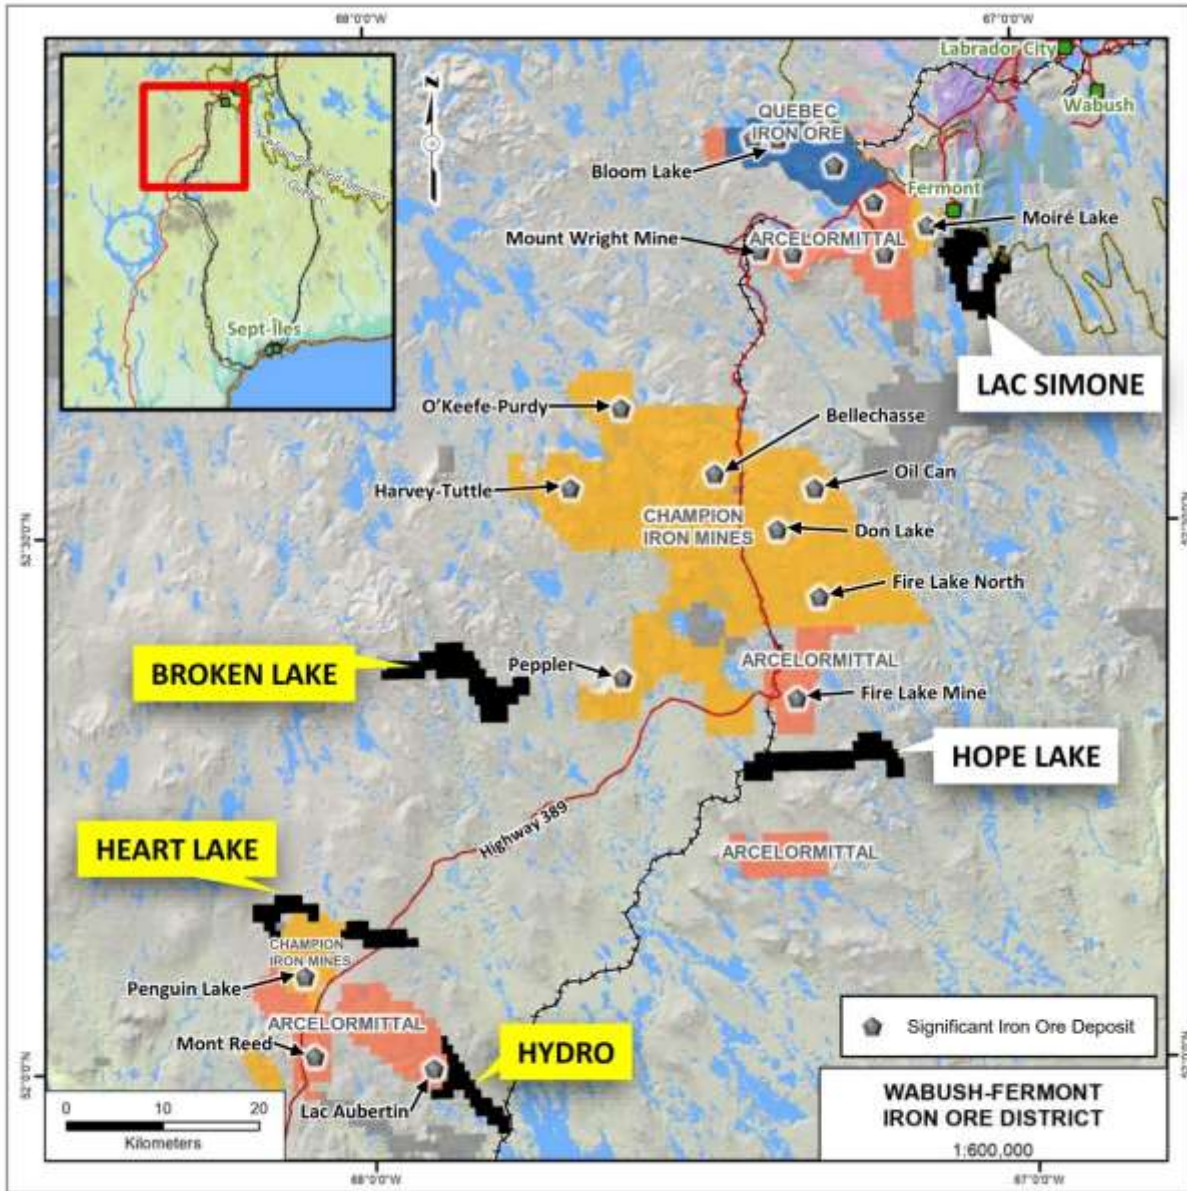 68°0'0"W
67°0'0"W
Labrador City
Wabush
QUEBEC
IRON ORE
Bloom Lake
Fermont
Moiré Lake
Mount Wright Mine
ARCELORMITTAL
Sept-Îles
LAC SIMONE
O'Keefe-Purdy
Bellechasse
Harvey-Tuttle
Oil Can
CHAMPION
IRON MINES
Don Lake
52°30'0"N
Fire Lake North
BROKEN LAKE
Peppler
ARCELORMITTAL
Fire Lake Mine
HOPE LAKE
Highway 389
HEART LAKE
ARCELORMITTAL
CHAMPION
IRON MINES
Penguin Lake
ARCELORMITTAL
Mont Reed
HYDRO
Significant Iron Ore Deposit
52°0'0"N
Lac Aubertin
0 10 20
Kilometers
WABUSH-FERMONT
IRON ORE DISTRICT
1:600,000
68°0'0"W
67°0'0"W